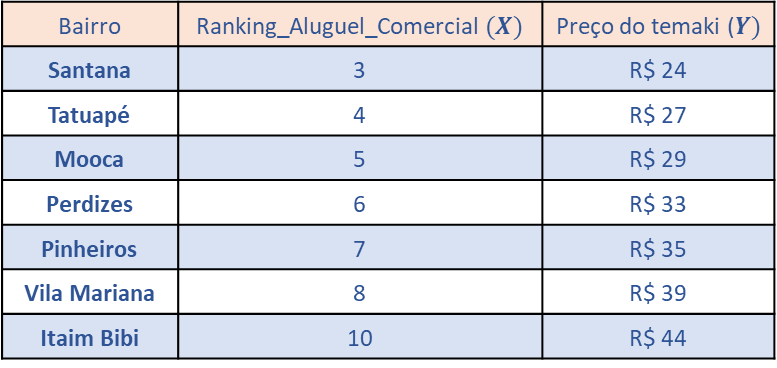 Bairro Ranking_Aluguel_Comercial (X) Preço do temaki (Y)
Santana 3 R$ 24
Tatuapé 4 R$ 27
Mooca 5 R$ 29
Perdizes 6 R$ 33
Pinheiros 7 R$ 35
Vila Mariana 8 R$ 39
Itaim Bibi 10 R$ 44